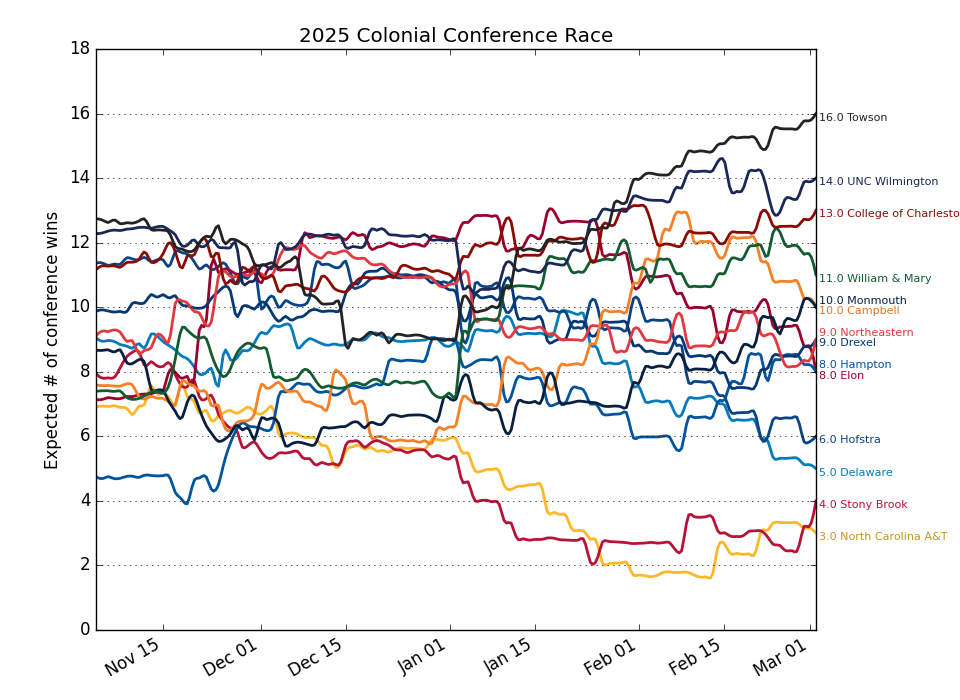 2025 Colonial Conference Race
Expected # of conference wins
18
16
14
12
10
8
6
4
2
0
Nov 15
Dec 01
Dec 15
Jan 01
Jan 15
Feb 01
Feb 15
Mar 01
16.0 Towson
14.0 UNC Wilmington
13.0 College of Charlesto
11.0 William & Mary
10.0 Monmouth
10.0 Campbell
9.0 Northeastern
9.0 Drexel
8.0 Hampton
8.0 Elon
6.0 Hofstra
5.0 Delaware
4.0 Stony Brook
3.0 North Carolina A&T